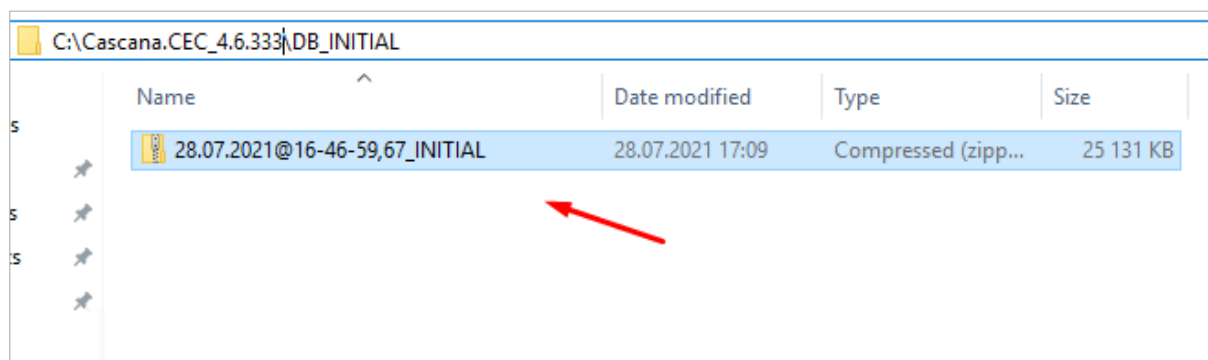 C:\Cascana.CEC_4.6.333\DB_INITIAL
Name Date modified Type Size
28.07.2021@16-46-59,67_INITIAL 28.07.2021 17:09 Compressed (zipp... 25 131 KB
s
s
:s